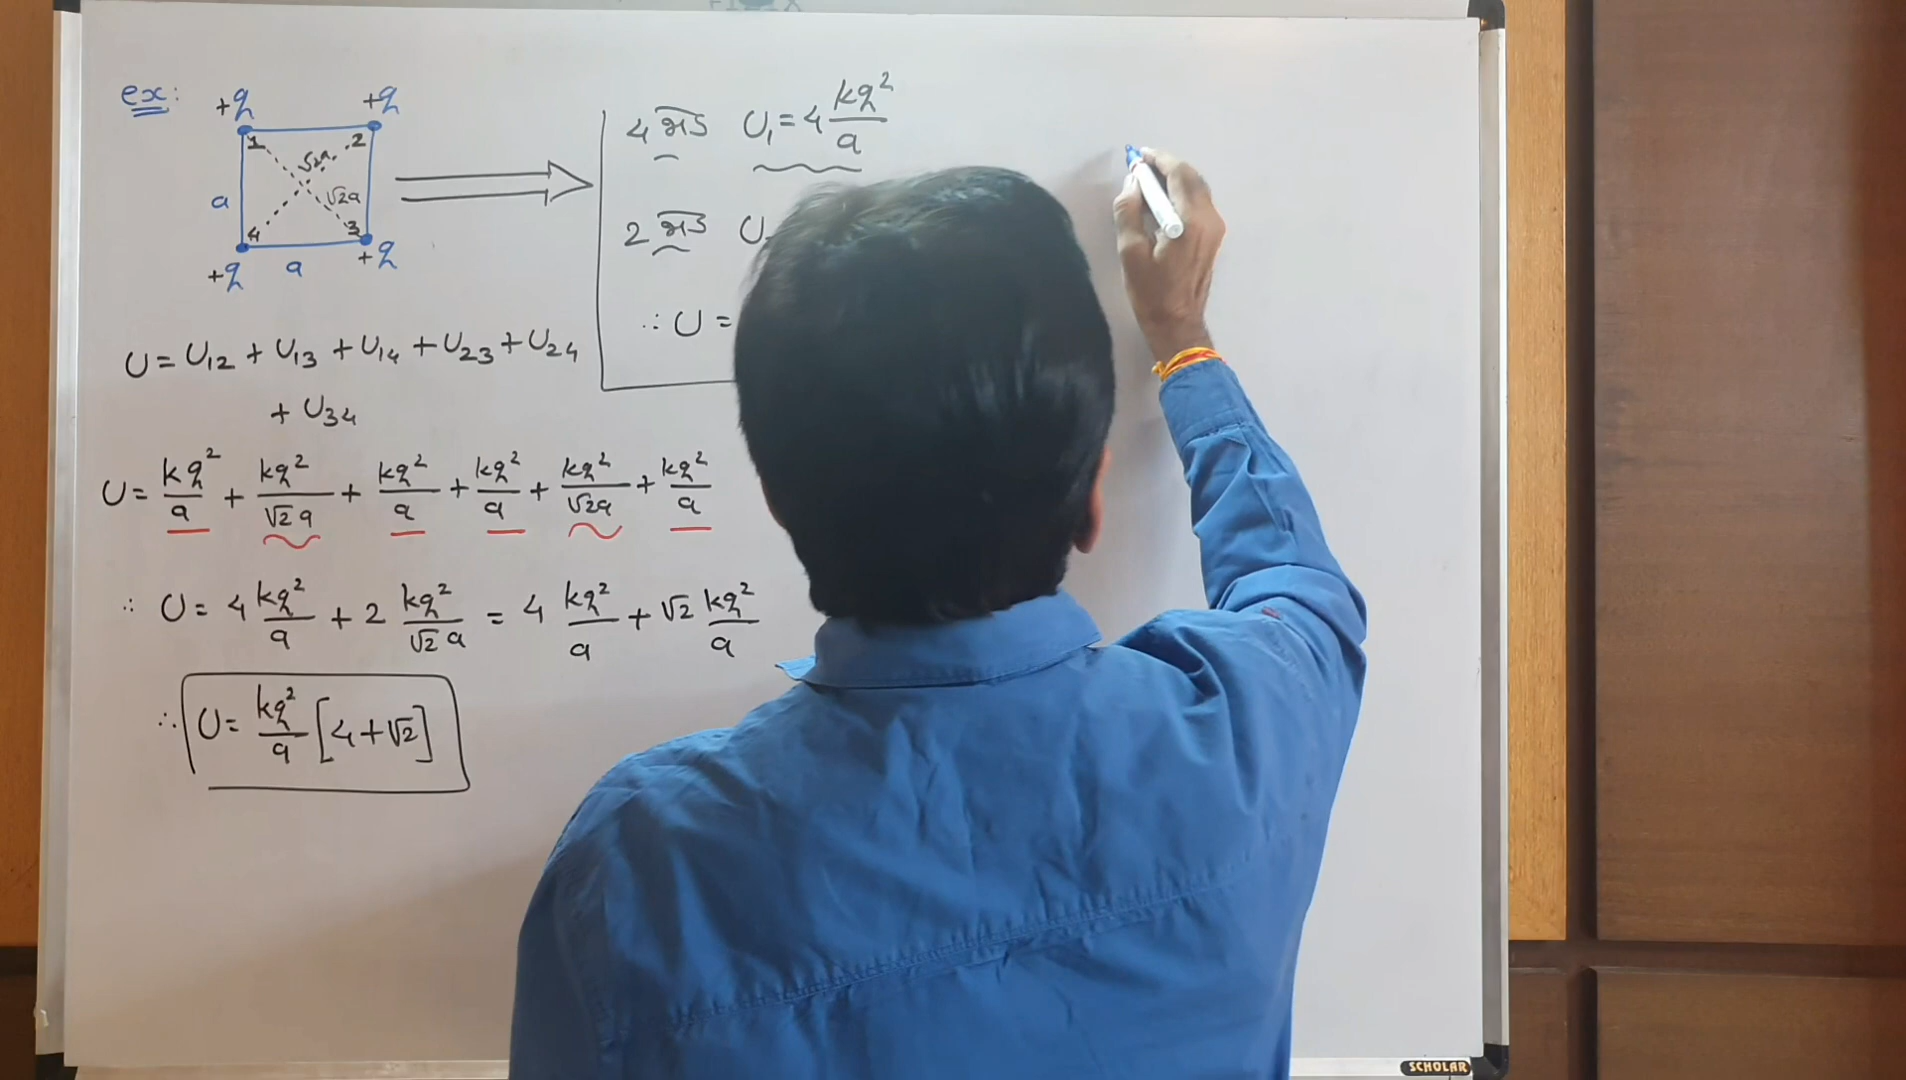 ex:
+q +q
1 2
√2a
a √2a
4 3
+q a +q
U = U₁₂ + U₁₃ + U₁₄ + U₂₃ + U₂₄
+ U₃₄
U = kq²/a + kq²/√2a + kq²/a + kq²/a + kq²/√2a + kq²/a
∴ U = 4 kq²/a + 2 kq²/√2a = 4 kq²/a + √2 kq²/a
∴ U = kq²/a [4+√2]
4 U₁ = 4 kq²/a
2 U
∴ U =
SCHOLAR